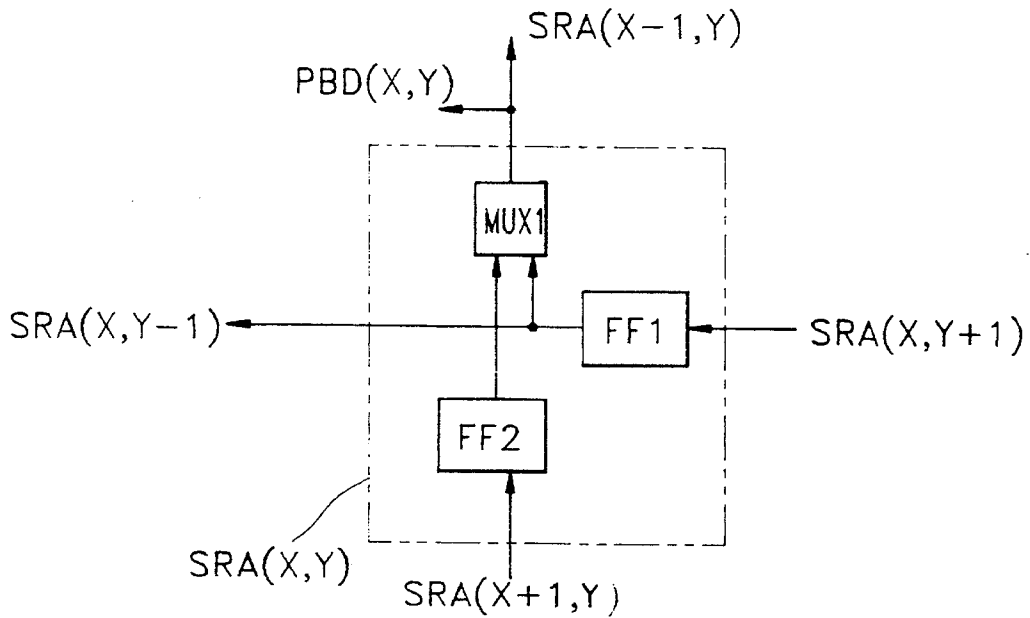 SRA(X-1,Y)
PBD(X,Y)
MUX1
SRA(X,Y-1)
FF1
SRA(X,Y+1)
FF2
SRA(X,Y)
SRA(X+1,Y)